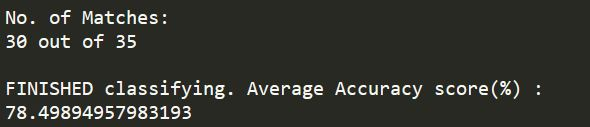 No. of Matches:
30 out of 35
FINISHED classifying. Average Accuracy score(%) :
78.49894957983193